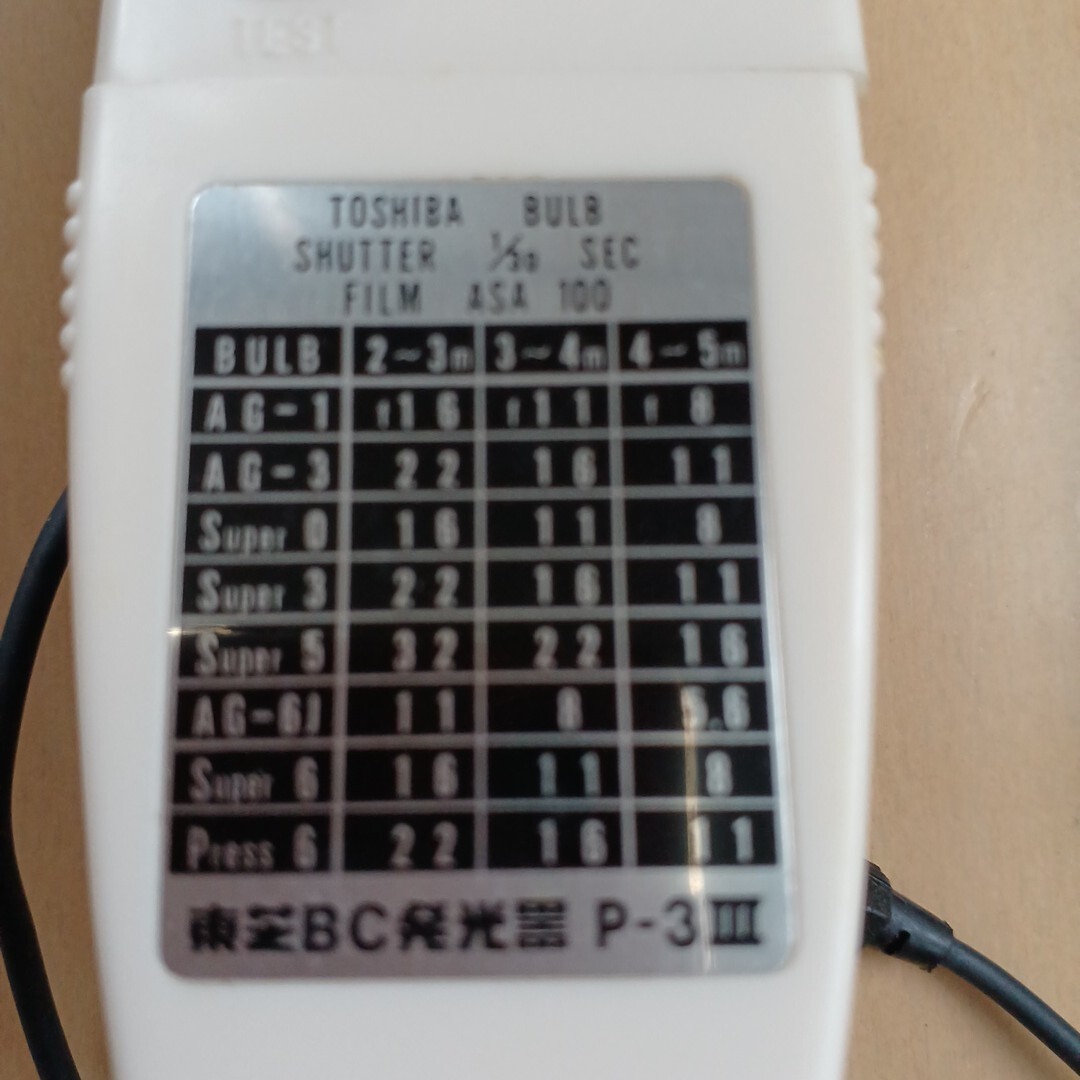 TEST
TOSHIBA BULB
SHUTTER 1/30 SEC
FILM ASA 100
BULB 2~3m 3~4m 4~5m
AG-1 f16 f11 f 8
AG-3 22 16 11
Super 0 16 11 8
Super 3 22 16 11
Super 5 32 22 16
AG-6J 11 8 5.6
Super 6 16 11 8
Press 6 22 16 11
東芝BC発光器 P-3III